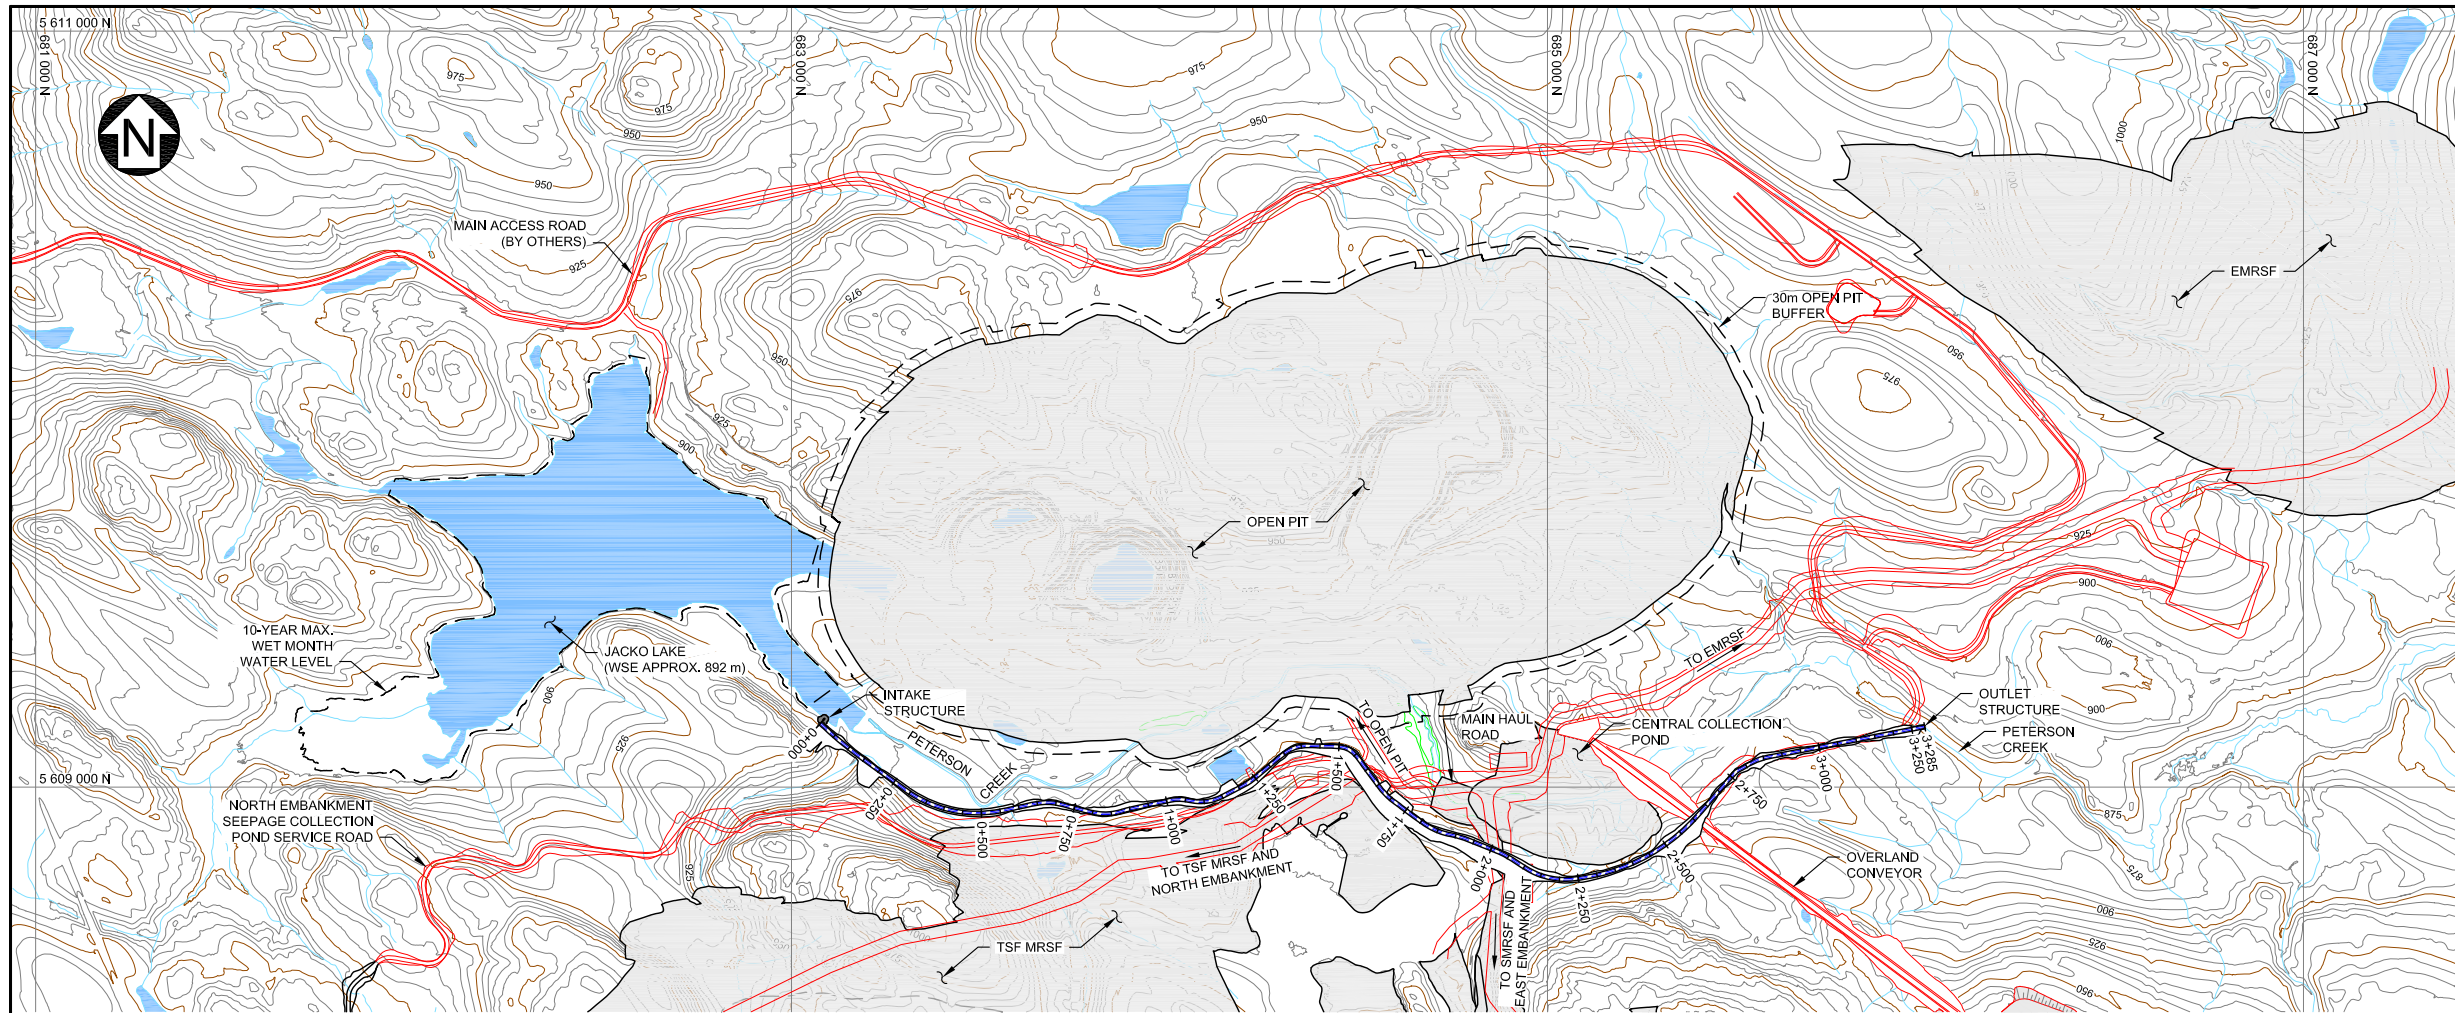 5 611 000 N
681 000 N
683 000 N
685 000 N
687 000 N
N
975
975
950
950
925
975
950
1000
MAIN ACCESS ROAD
(BY OTHERS)
975
950
925
900
30m OPEN PIT
BUFFER
EMRSF
950
975
OPEN PIT
950
925
900
10-YEAR MAX.
WET MONTH
WATER LEVEL
JACKO LAKE
(WSE APPROX. 892 m)
900
925
INTAKE
STRUCTURE
PETERSON
CREEK
TO EMRSF
TO OPEN PIT
MAIN HAUL
ROAD
CENTRAL COLLECTION
POND
OUTLET
STRUCTURE
PETERSON
CREEK
900
900
875
875
5 609 000 N
NORTH EMBANKMENT
SEEPAGE COLLECTION
POND SERVICE ROAD
0+000
0+250
0+500
0+750
1+000
1+250
1+500
1+750
2+000
2+250
2+500
2+750
3+000
3+250
3+285
925
TO TSF MRSF AND
NORTH EMBANKMENT
TO SMRSF AND
EAST EMBANKMENT
OVERLAND
CONVEYOR
TSF MRSF
900
925
950